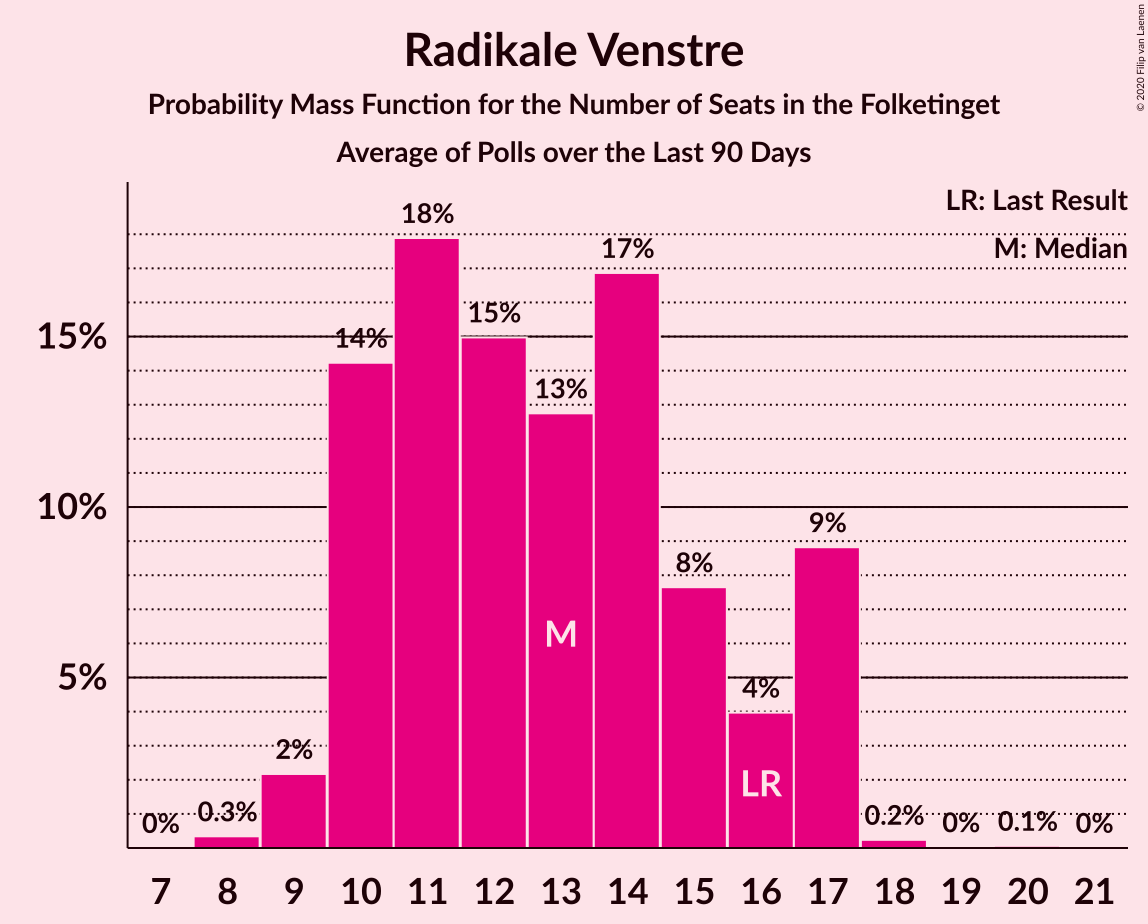 Radikale Venstre
Probability Mass Function for the Number of Seats in the Folketinget
Average of Polls over the Last 90 Days
© 2020 Filip van Laenen
LR: Last Result
M: Median
15%
10%
5%
0%
0.3%
2%
14%
18%
15%
13%
17%
8%
4%
9%
0.2%
0%
0.1%
0%
M
LR
7 8 9 10 11 12 13 14 15 16 17 18 19 20 21